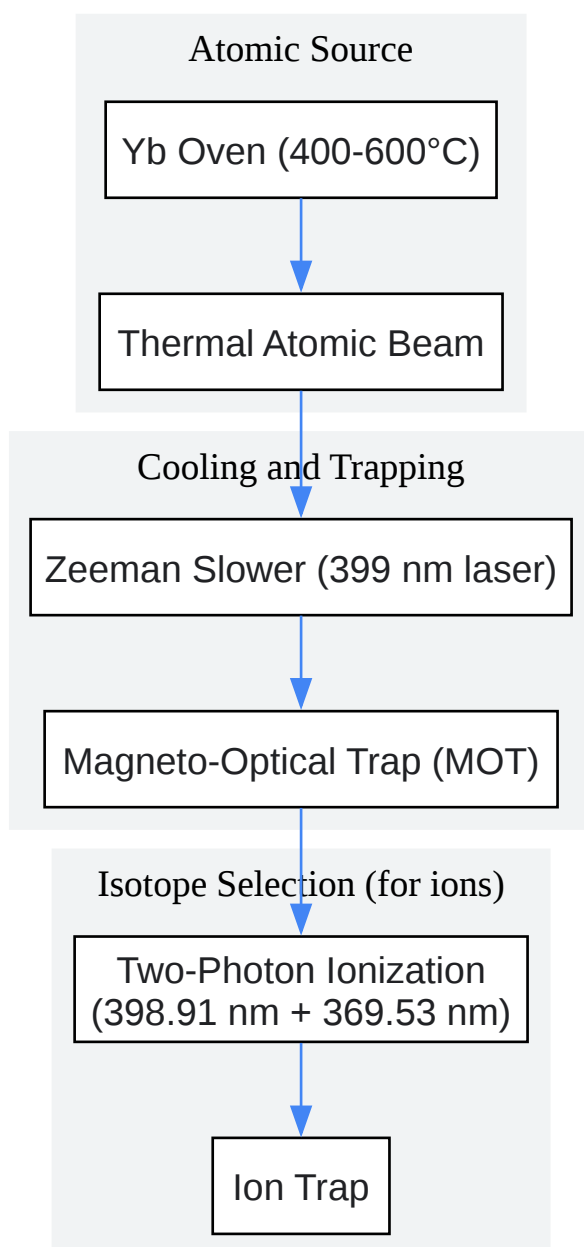 Atomic Source
Yb Oven (400-600°C)
Thermal Atomic Beam
Cooling and Trapping
Zeeman Slower (399 nm laser)
Magneto-Optical Trap (MOT)
Isotope Selection (for ions)
Two-Photon Ionization
(398.91 nm + 369.53 nm)
Ion Trap